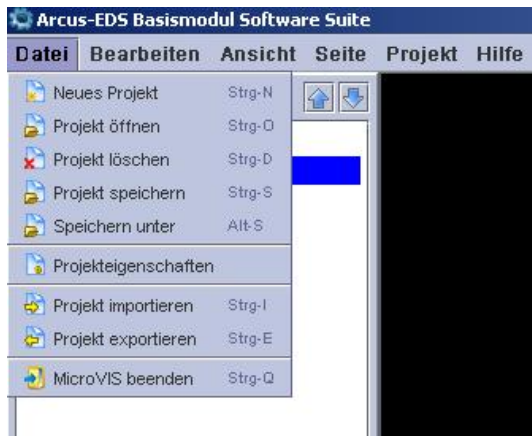 Arcus-EDS Basismodul Software Suite
Datei Bearbeiten Ansicht Seite Projekt Hilfe
Neues Projekt Strg-N
Projekt öffnen Strg-O
Projekt löschen Strg-D
Projekt speichern Strg-S
Speichern unter Alt-S
Projekteigenschaften
Projekt importieren Strg-I
Projekt exportieren Strg-E
MicroVIS beenden Strg-Q